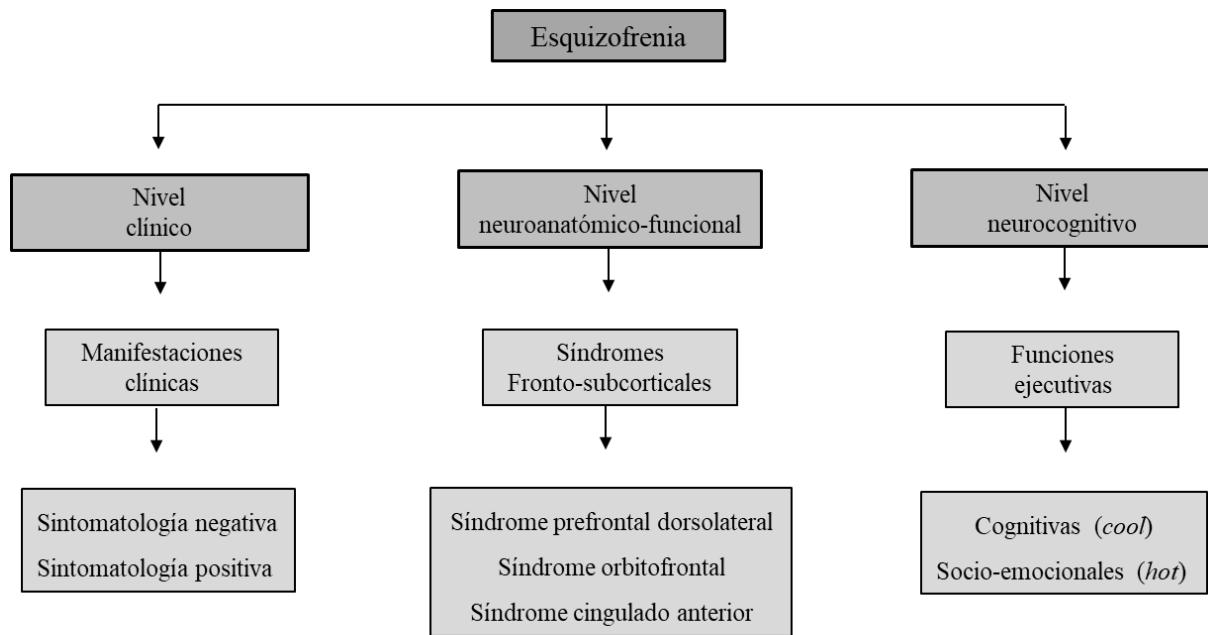 Esquizofrenia
Nivel
clínico
Nivel
neuroanatómico-funcional
Nivel
neurocognitivo
Manifestaciones
clínicas
Síndromes
Fronto-subcorticales
Funciones
ejecutivas
Sintomatología negativa
Sintomatología positiva
Síndrome prefrontal dorsolateral
Síndrome orbitofrontal
Síndrome cingulado anterior
Cognitivas (cool)
Socio-emocionales (hot)